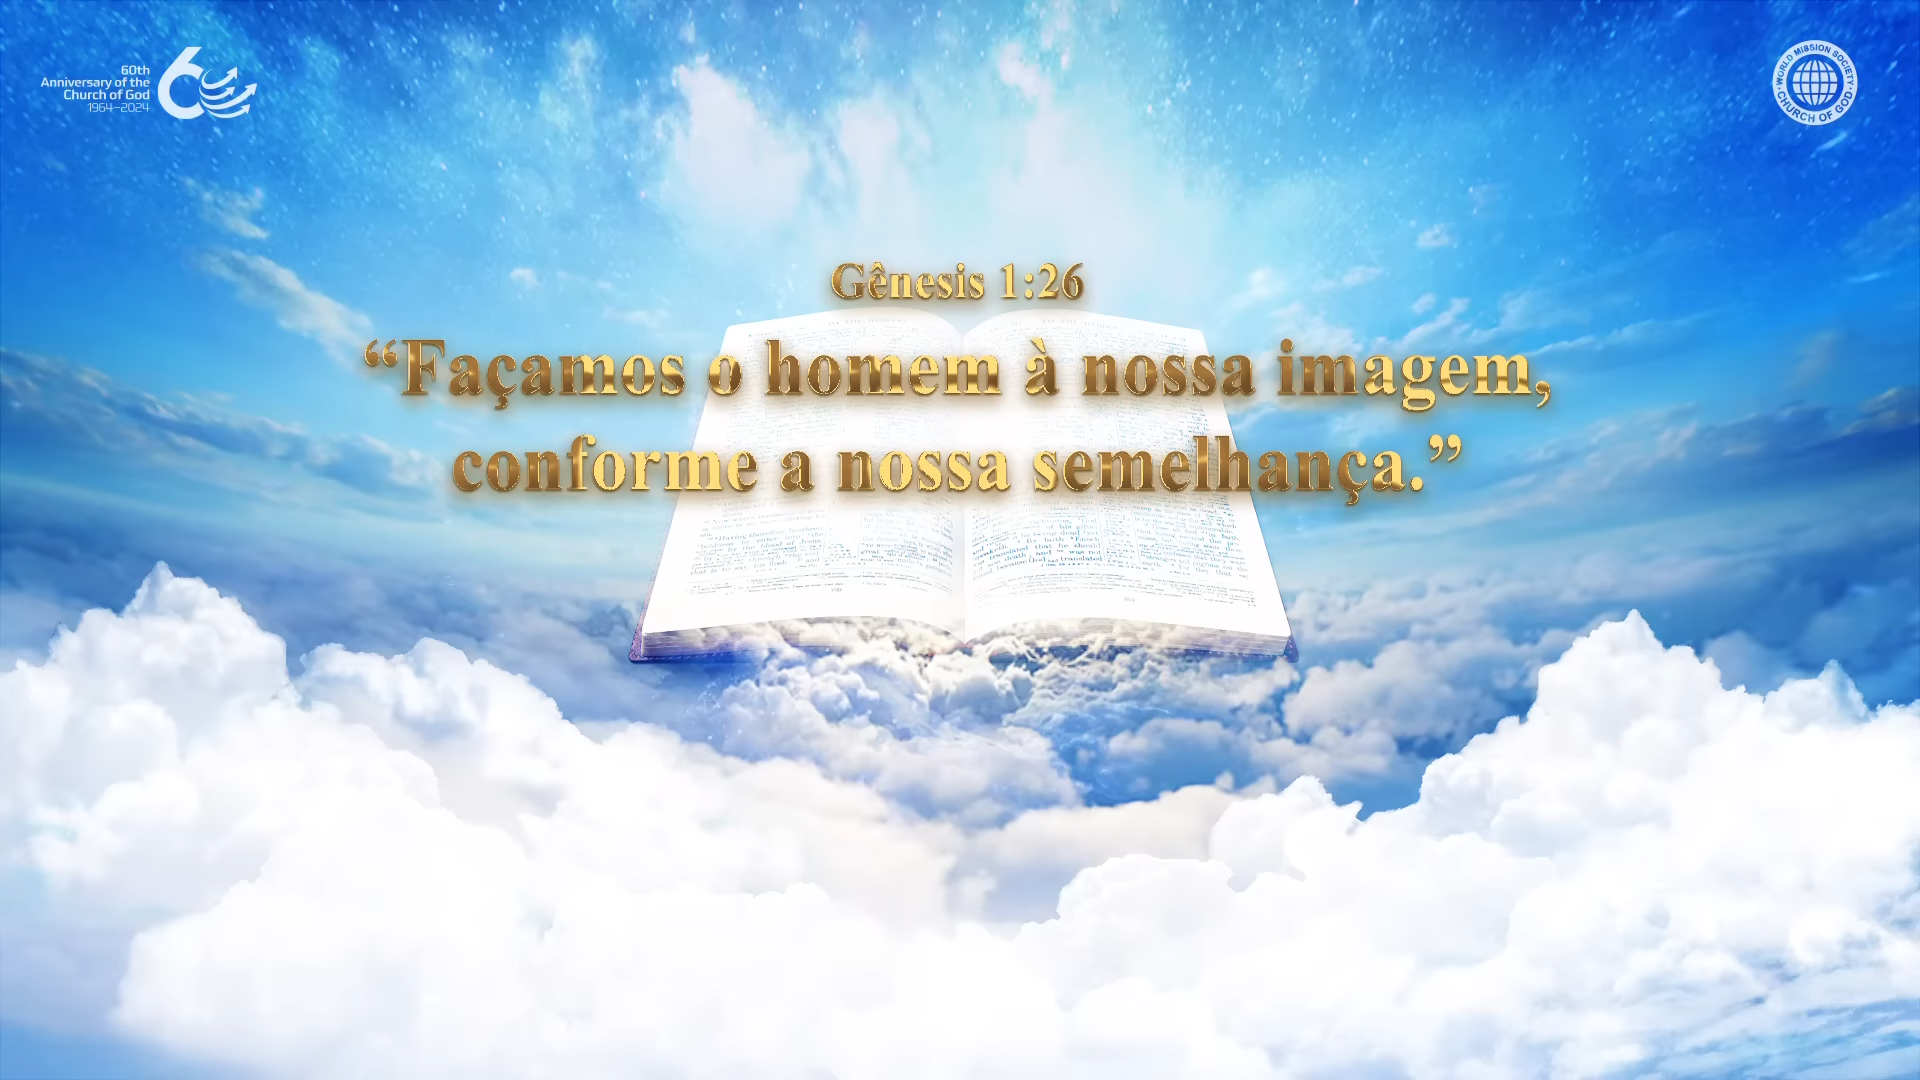 60th
Anniversary of the
Church of God
1964–2024
60
WORLD MISSION SOCIETY
CHURCH OF GOD
Gênesis 1:26
“Façamos o homem à nossa imagem,
conforme a nossa semelhança.”